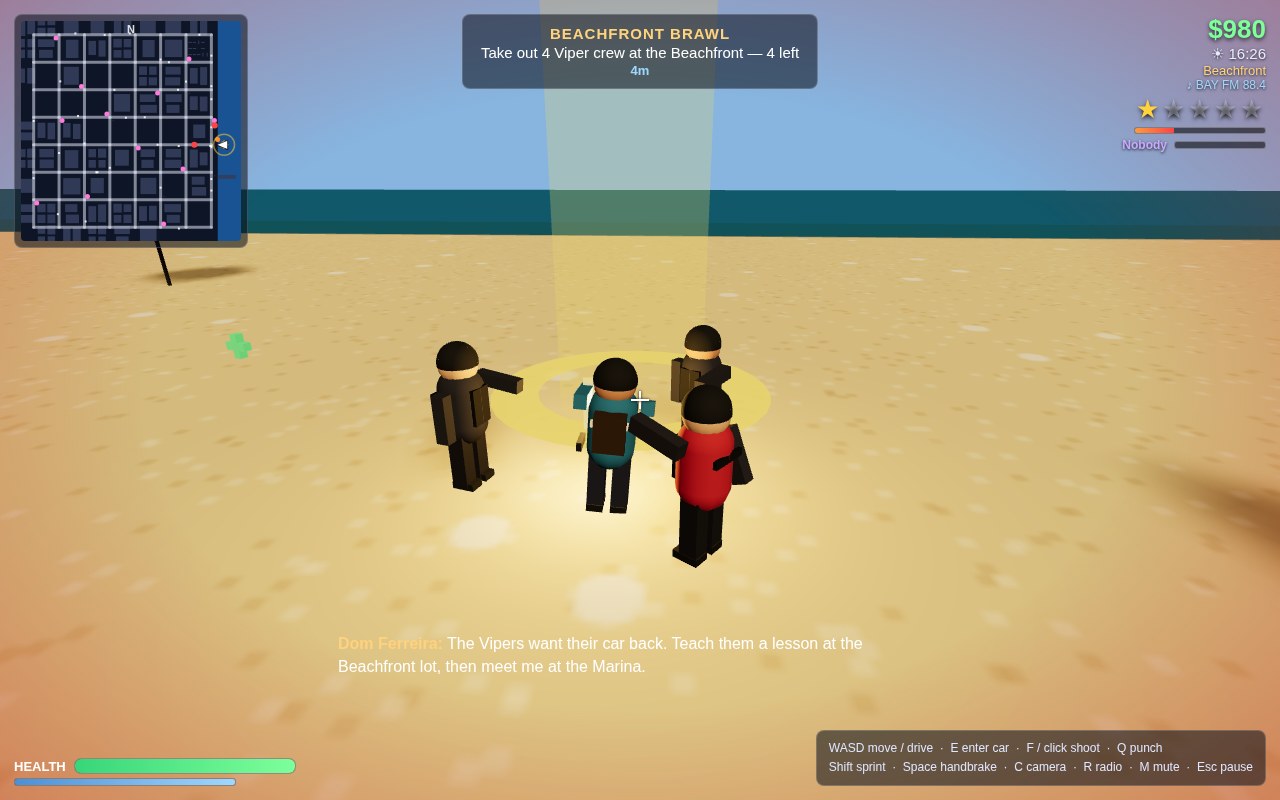 N
BEACHFRONT BRAWL
Take out 4 Viper crew at the Beachfront — 4 left
4m
$980
☀ 16:26
Beachfront
♪ BAY FM 88.4
Nobody
Dom Ferreira: The Vipers want their car back. Teach them a lesson at the
Beachfront lot, then meet me at the Marina.
HEALTH
WASD move / drive · E enter car · F / click shoot · Q punch
Shift sprint · Space handbrake · C camera · R radio · M mute · Esc pause